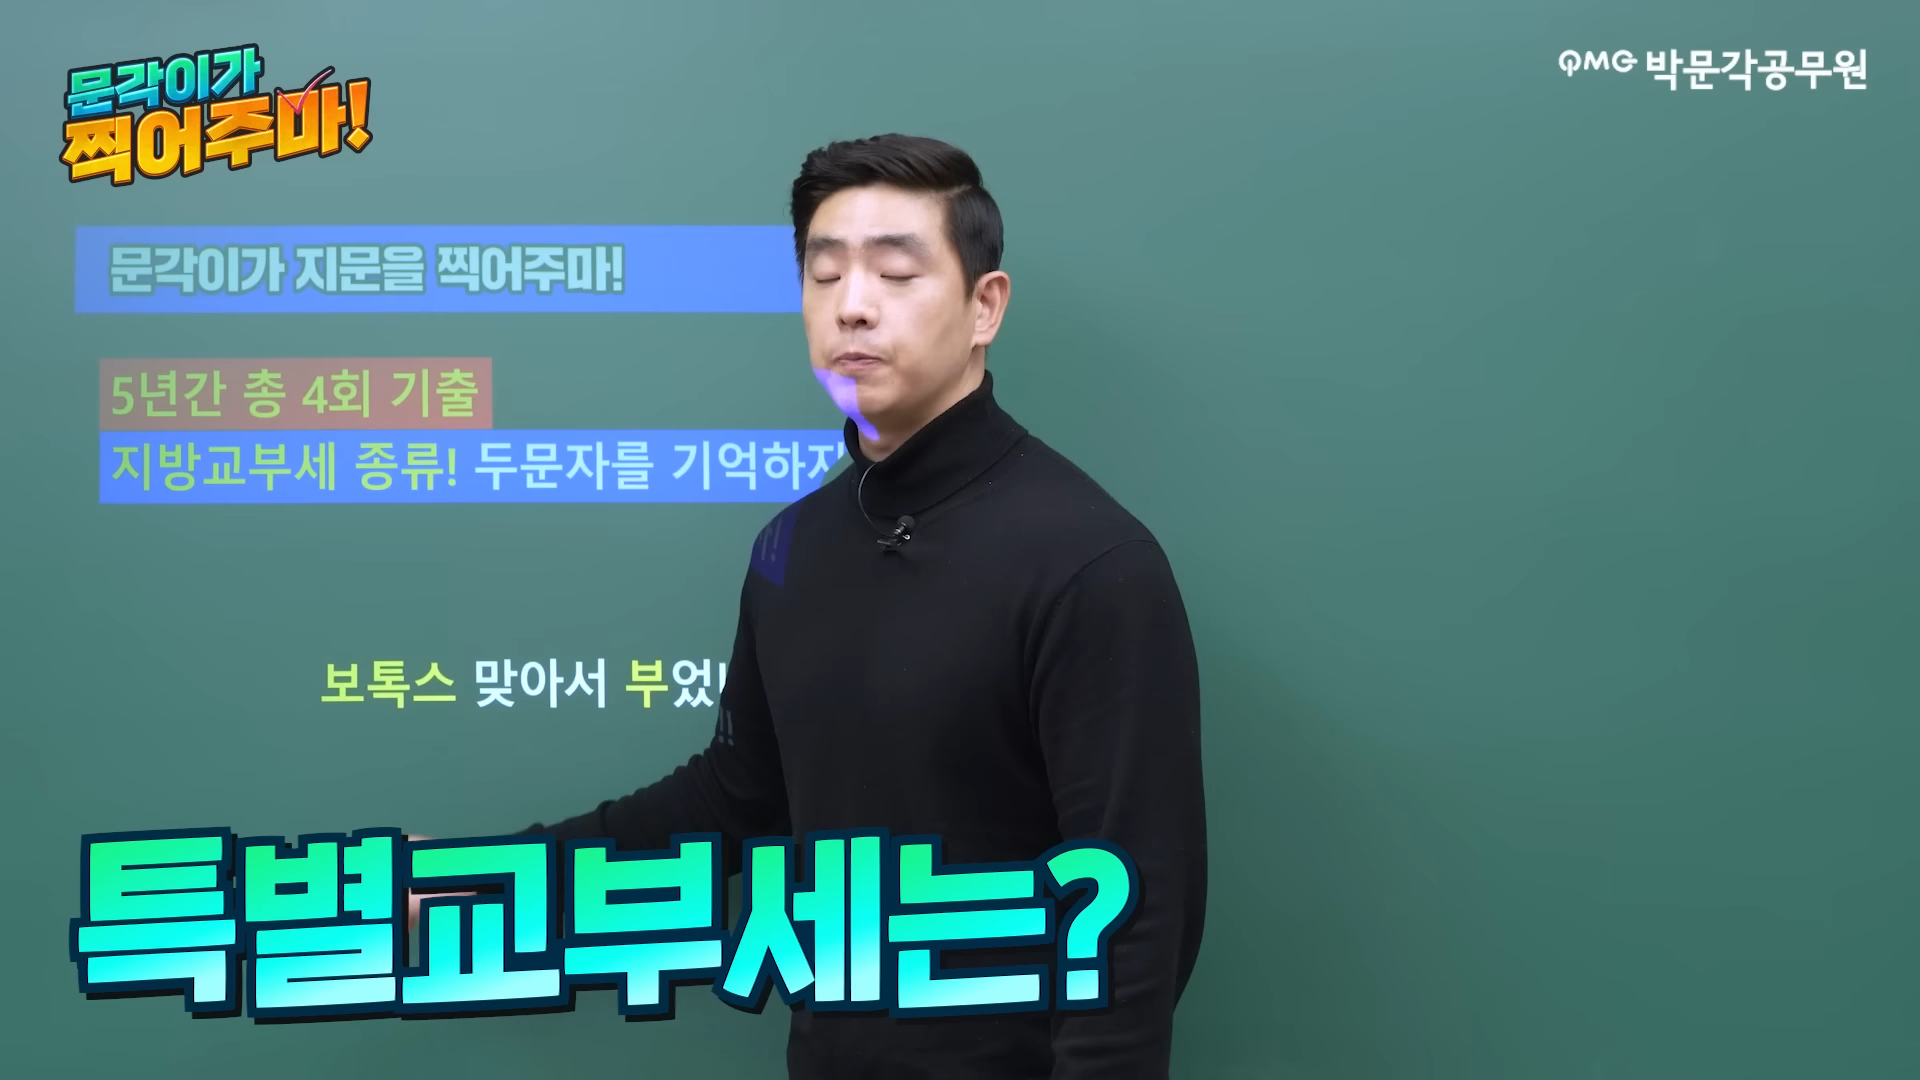 문각이가
찍어주마!
PMG 박문각공무원
문각이가 지문을 찍어주마!
5년간 총 4회 기출
지방교부세 종류! 두문자를 기억하자
보톡스 맞아서 부었
!!
특별교부세는?